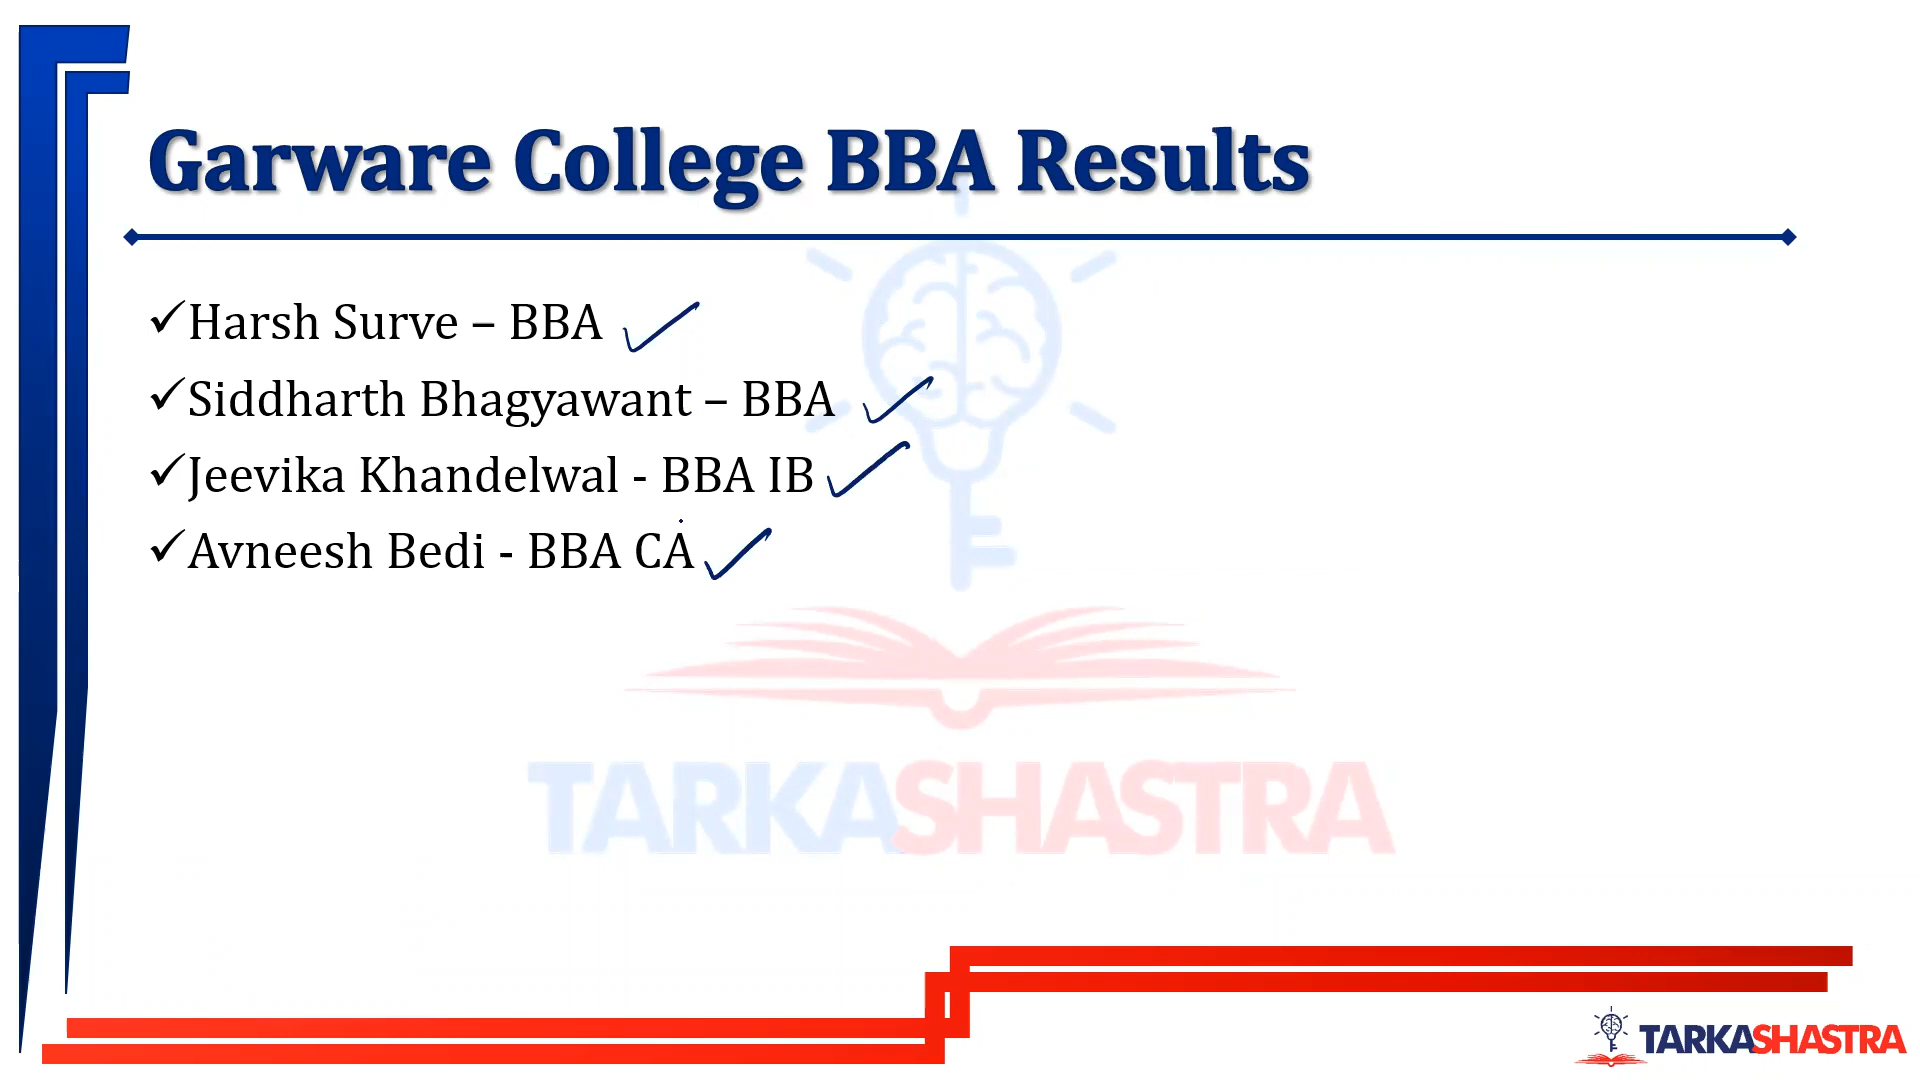 Garware College BBA Results
✓Harsh Surve – BBA ✓
✓Siddharth Bhagyawant – BBA ✓
✓Jeevika Khandelwal - BBA IB ✓
✓Avneesh Bedi - BBA CA ✓
TARKASHASTRA
TARKASHASTRA